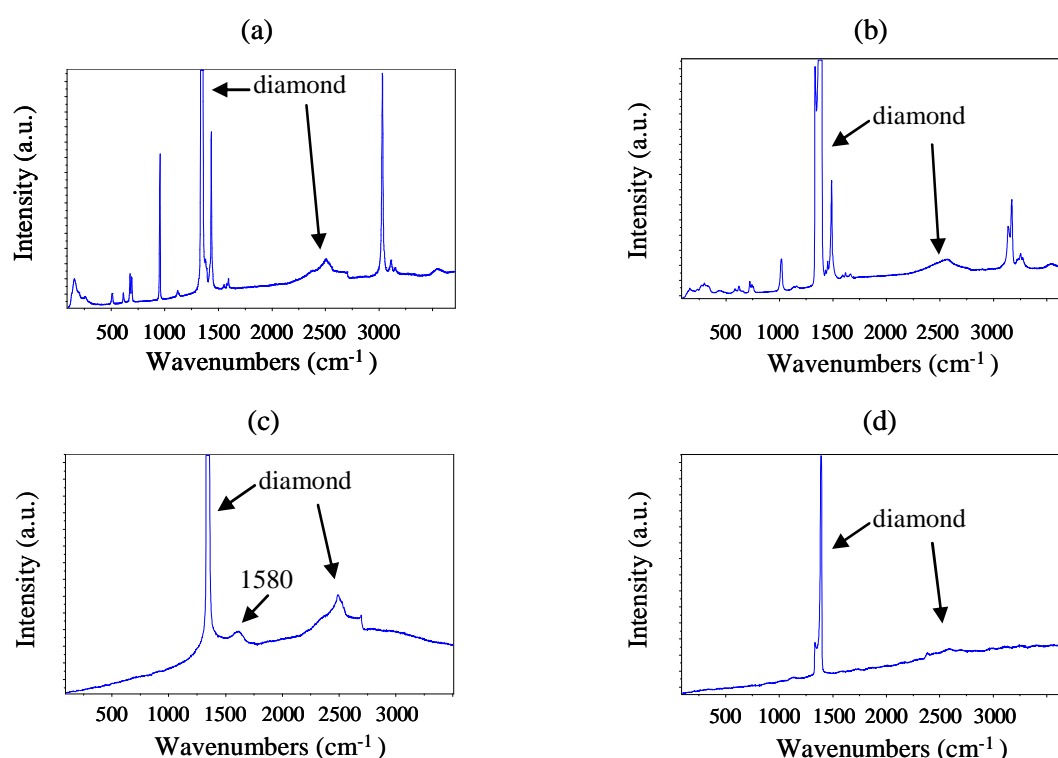 (a)
diamond
Intensity (a.u.)
500 1000 1500 2000 2500 3000
Wavenumbers (cm-1 )
(b)
diamond
Intensity (a.u.)
500 1000 1500 2000 2500 3000
Wavenumbers (cm-1 )
(c)
diamond
1580
Intensity (a.u.)
500 1000 1500 2000 2500 3000
Wavenumbers (cm-1 )
(d)
diamond
Intensity (a.u.)
500 1000 1500 2000 2500 3000
Wavenumbers (cm-1 )